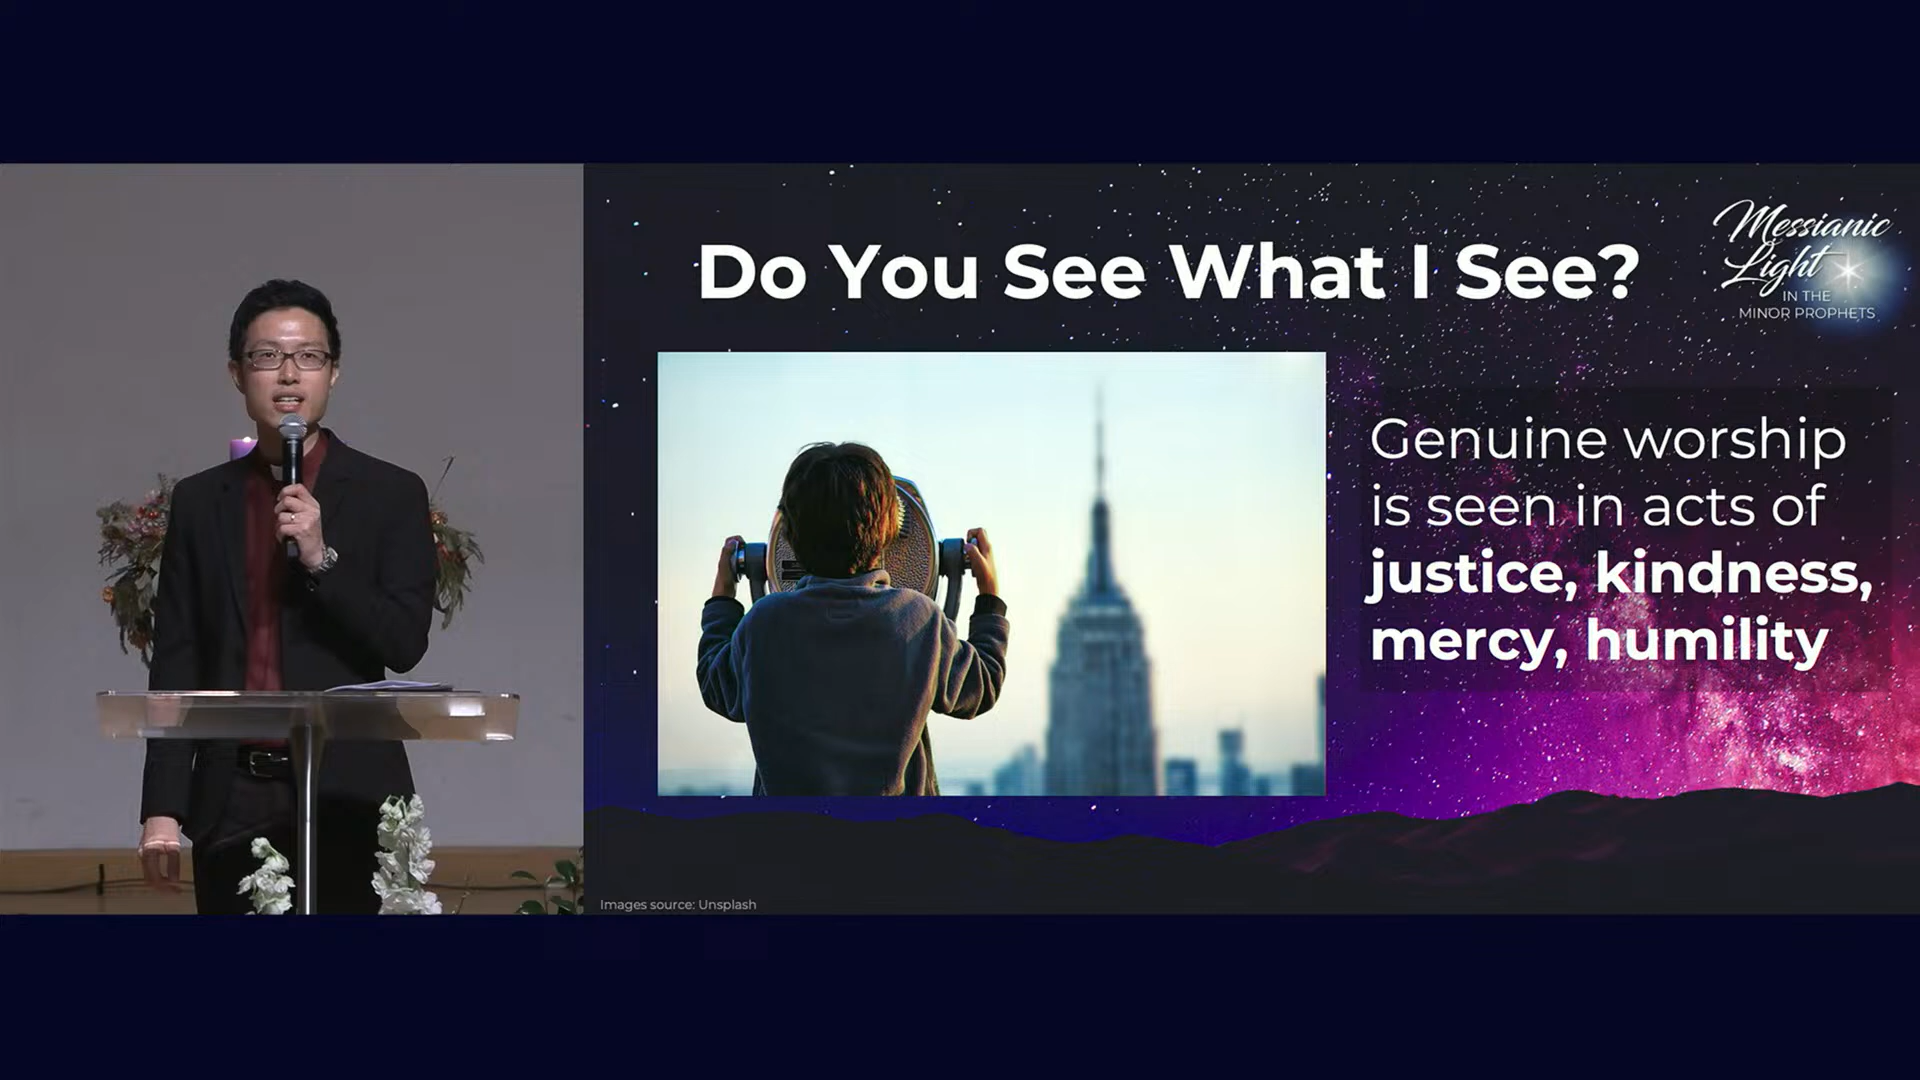 Do You See What I See?
Messianic
Light
IN THE
MINOR PROPHETS
Genuine worship
is seen in acts of
justice, kindness,
mercy, humility
Images source: Unsplash